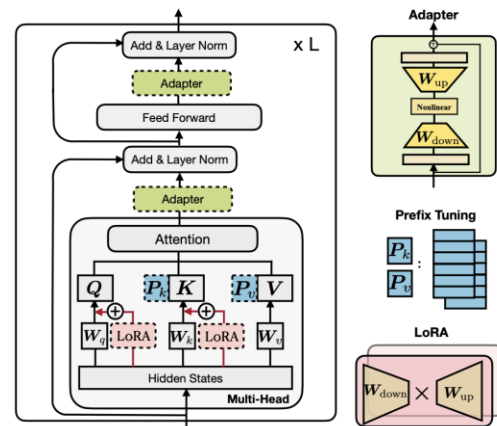 Add & Layer Norm
x L
Adapter
Feed Forward
Add & Layer Norm
Adapter
Attention
Q
P_k K
P_v V
W_q
LoRA
W_k
LoRA
W_v
Hidden States
Multi-Head
Adapter
W_up
Nonlinear
W_down
Prefix Tuning
P_k
:
P_v
LoRA
W_down × W_up